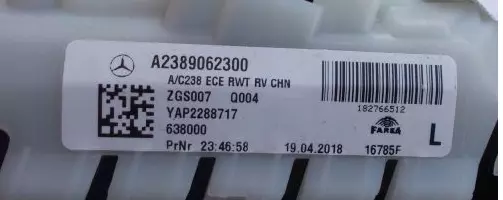 A2389062300
A/C238 ECE RWT RV CHN
ZGS007 Q004
YAP2288717
638000
PrNr 23:46:58 19.04.2018 16785F
182766512
FARBA
L